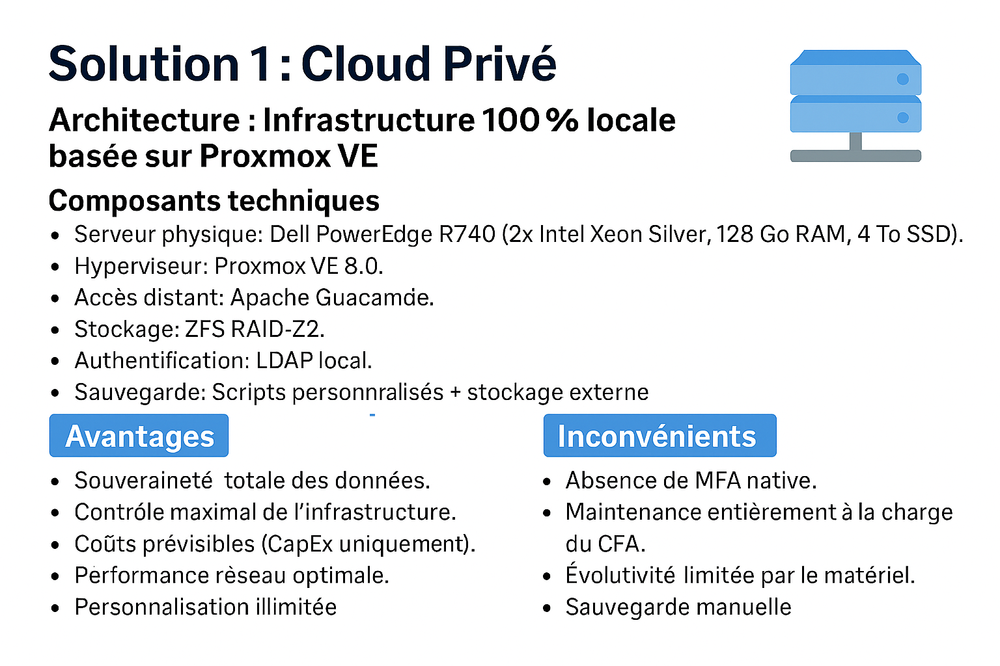 Solution 1 : Cloud Privé
Architecture : Infrastructure 100 % locale
basée sur Proxmox VE
Composants techniques
• Serveur physique: Dell PowerEdge R740 (2x Intel Xeon Silver, 128 Go RAM, 4 To SSD).
• Hyperviseur: Proxmox VE 8.0.
• Accès distant: Apache Guacamde.
• Stockage: ZFS RAID-Z2.
• Authentification: LDAP local.
• Sauvegarde: Scripts personnralisés + stockage externe
Avantages
• Souveraineté totale des données.
• Contróle maximal de l’infrastructure.
• Coũts prévisibles (CapEx uniquement).
• Performance rèseau optimale.
• Personnalisation illimitée
Inconvénients
• Absence de MFA native.
• Maintenance entièrement à la charge
du CFA.
• Évolutivité limitée par le matériel.
• Sauvegarde manuelle